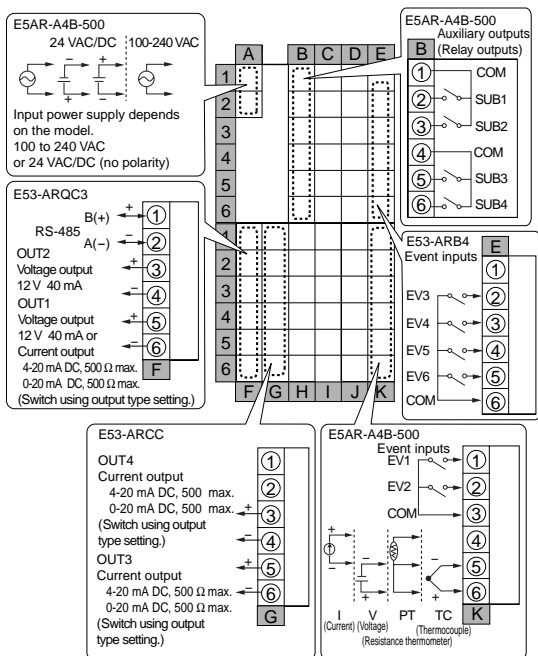 E5AR-A4B-500
24 VAC/DC
100-240 VAC
+ − + −
Input power supply depends
on the model.
100 to 240 VAC
or 24 VAC/DC (no polarity)
A B C D E
1
2
3
4
5
6
1
2
3
4
5
6
F G H I J K
E5AR-A4B-500
Auxiliary outputs
(Relay outputs)
B
1 COM
2 SUB1
3 SUB2
4 COM
5 SUB3
6 SUB4
E53-ARQC3
B(+) + 1
RS-485
A(−) − 2
OUT2
Voltage output + 3
12 V 40 mA
− 4
OUT1
Voltage output + 5
12 V 40 mA or
Current output − 6
4-20 mA DC, 500 Ω max.
0-20 mA DC, 500 Ω max.
F
(Switch using output type setting.)
E53-ARB4
Event inputs
E
1
EV3 2
EV4 3
EV5 4
EV6 5
COM 6
E53-ARCC
OUT4 1
Current output 2
4-20 mA DC, 500 max.
0-20 mA DC, 500 max. + 3
(Switch using output
type setting.) − 4
OUT3 + 5
Current output
4-20 mA DC, 500 Ω max. − 6
0-20 mA DC, 500 Ω max.
G
(Switch using output
type setting.)
E5AR-A4B-500
Event inputs
EV1 1
EV2 2
COM 3
4
5
6
+ − − + − +
I V PT TC K
(Current) (Voltage) (Thermocouple)
(Resistance thermometer)